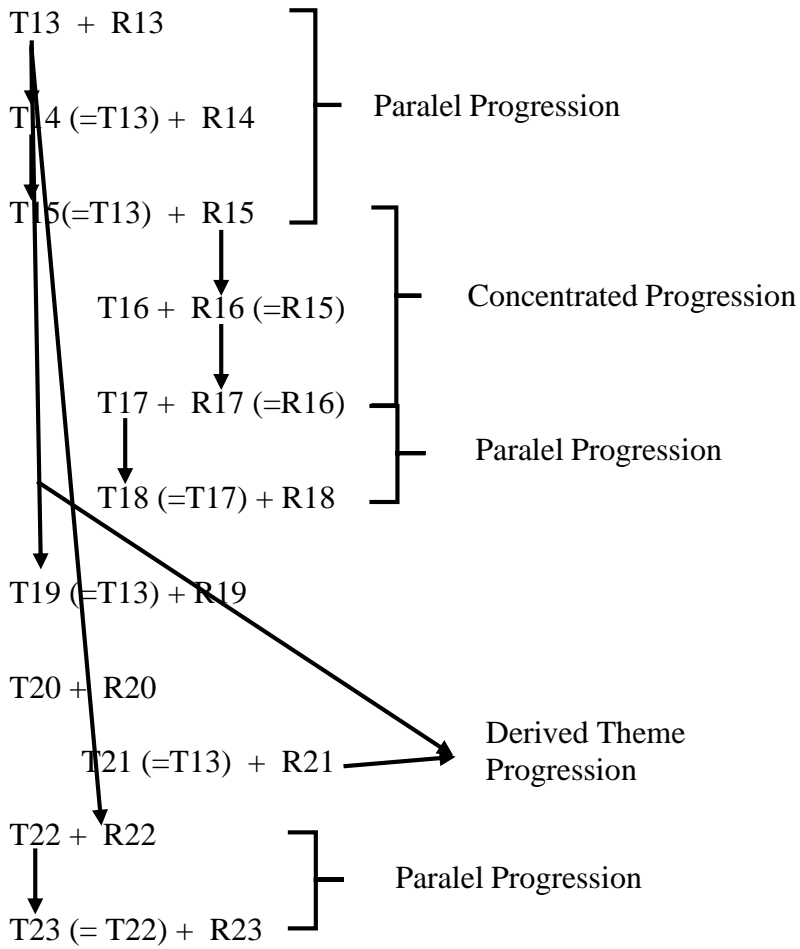 T13 + R13
T14 (=T13) + R14
Paralel Progression
T15(=T13) + R15
T16 + R16 (=R15)
Concentrated Progression
T17 + R17 (=R16)
Paralel Progression
T18 (=T17) + R18
T19 (=T13) + R19
T20 + R20
T21 (=T13) + R21
Derived Theme
Progression
T22 + R22
Paralel Progression
T23 (= T22) + R23